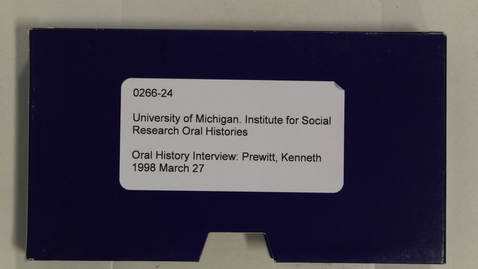 0266-24
University of Michigan. Institute for Social
Research Oral Histories
Oral History Interview: Prewitt, Kenneth
1998 March 27